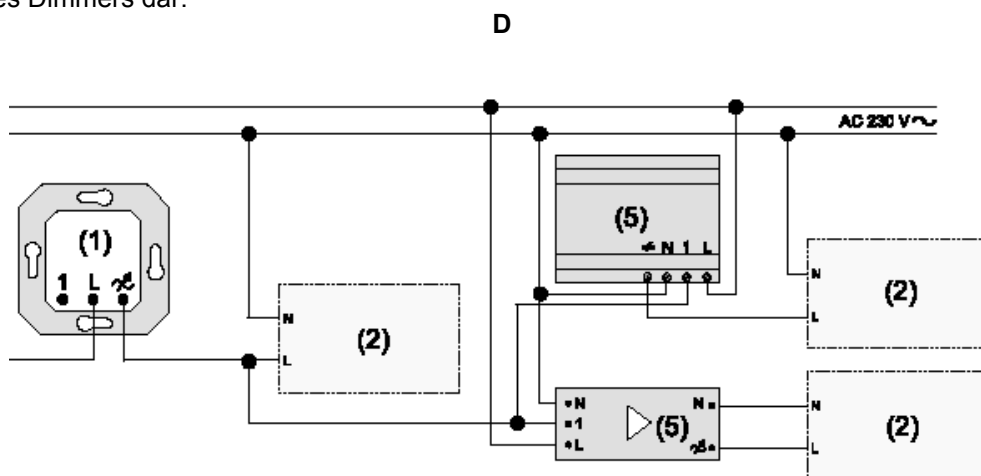 es Dimmers dar:
D
AC 230 V~
(1)
1 L
(5)
N 1 L
N
(2)
L
N
(2)
L
N
1
L
(5)
N
N
(2)
L